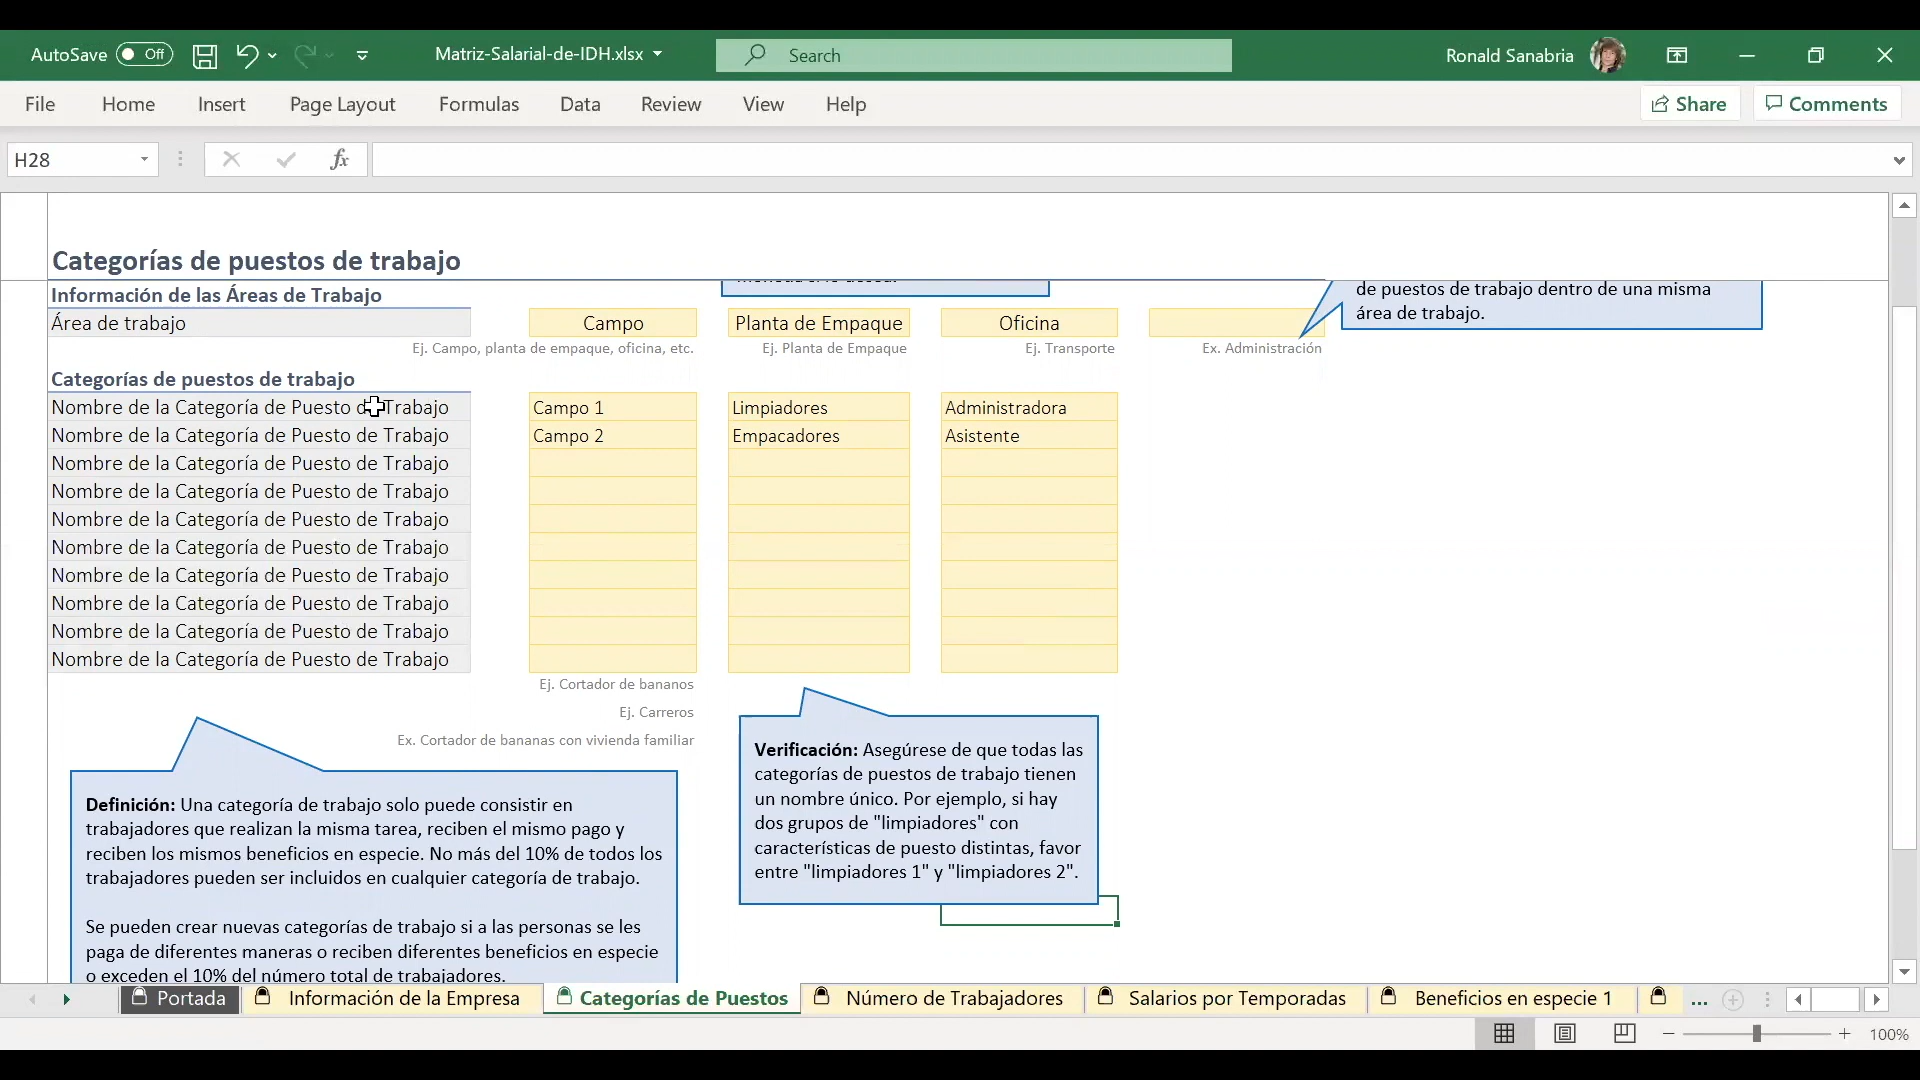 AutoSave Off Matriz-Salarial-de-IDH.xlsx Search Ronald Sanabria
File Home Insert Page Layout Formulas Data Review View Help Share Comments
H28 fx
Categorías de puestos de trabajo
Información de las Áreas de Trabajo
de puestos de trabajo dentro de una misma
área de trabajo.
Área de trabajo Campo Planta de Empaque Oficina
Ej. Campo, planta de empaque, oficina, etc. Ej. Planta de Empaque Ej. Transporte Ex. Administración
Categorías de puestos de trabajo
Nombre de la Categoría de Puesto de Trabajo Campo 1 Limpiadores Administradora
Nombre de la Categoría de Puesto de Trabajo Campo 2 Empacadores Asistente
Nombre de la Categoría de Puesto de Trabajo
Nombre de la Categoría de Puesto de Trabajo
Nombre de la Categoría de Puesto de Trabajo
Nombre de la Categoría de Puesto de Trabajo
Nombre de la Categoría de Puesto de Trabajo
Nombre de la Categoría de Puesto de Trabajo
Nombre de la Categoría de Puesto de Trabajo
Nombre de la Categoría de Puesto de Trabajo
Ej. Cortador de bananos
Ej. Carreros
Ex. Cortador de bananas con vivienda familiar
Definición: Una categoría de trabajo solo puede consistir en
trabajadores que realizan la misma tarea, reciben el mismo pago y
reciben los mismos beneficios en especie. No más del 10% de todos los
trabajadores pueden ser incluidos en cualquier categoría de trabajo.
Se pueden crear nuevas categorías de trabajo si a las personas se les
paga de diferentes maneras o reciben diferentes beneficios en especie
o exceden el 10% del número total de trabajadores.
Verificación: Asegúrese de que todas las
categorías de puestos de trabajo tienen
un nombre único. Por ejemplo, si hay
dos grupos de "limpiadores" con
características de puesto distintas, favor
entre "limpiadores 1" y "limpiadores 2".
Portada Información de la Empresa Categorías de Puestos Número de Trabajadores Salarios por Temporadas Beneficios en especie 1 ...
100%